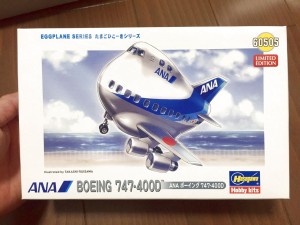 EGGPLANE SERIES たまごひこーきシリーズ
60505
LIMITED EDITION
ANA
ANA
ANA
BOEING 747-400D
ANA ボーイング 747-400D
Hasegawa
Hobby kits